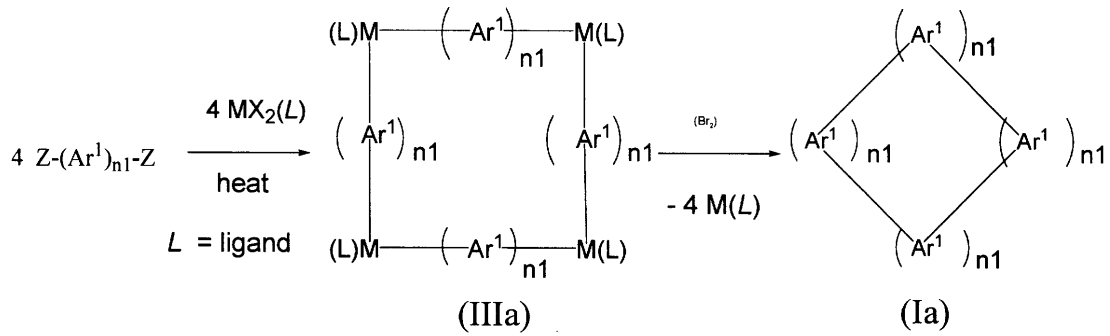 (L)M ( Ar¹ )n1 M(L)
4 MX₂(L)
4 Z-(Ar¹)n1-Z
heat
L = ligand
( Ar¹ )n1
( Ar¹ )n1
(L)M ( Ar¹ )n1 M(L)
(IIIa)
(Br₂)
- 4 M(L)
( Ar¹ )n1
( Ar¹ )n1
( Ar¹ )n1
( Ar¹ )n1
(Ia)